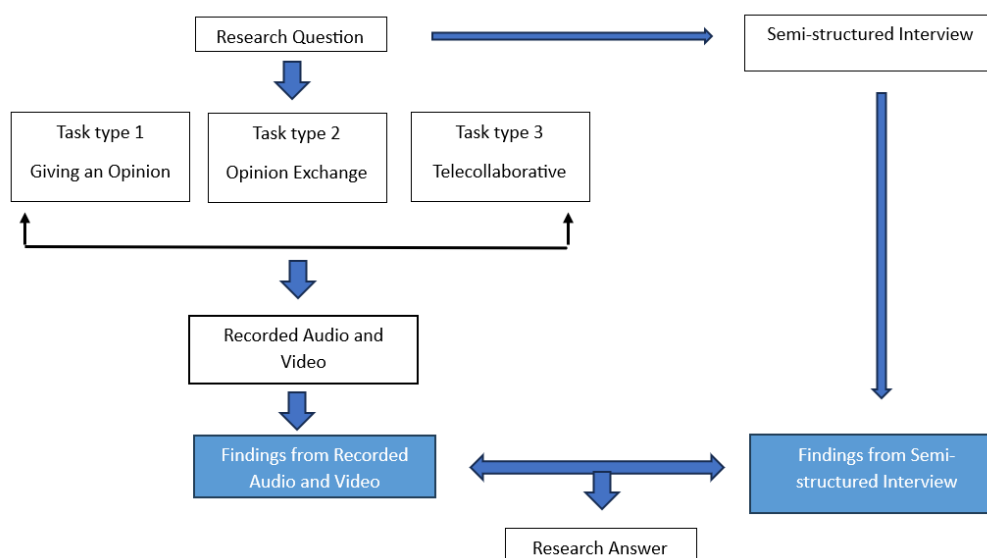 Research Question
Semi-structured Interview
Task type 1
Giving an Opinion
Task type 2
Opinion Exchange
Task type 3
Telecollaborative
Recorded Audio and
Video
Findings from Recorded
Audio and Video
Findings from Semi-
structured Interview
Research Answer